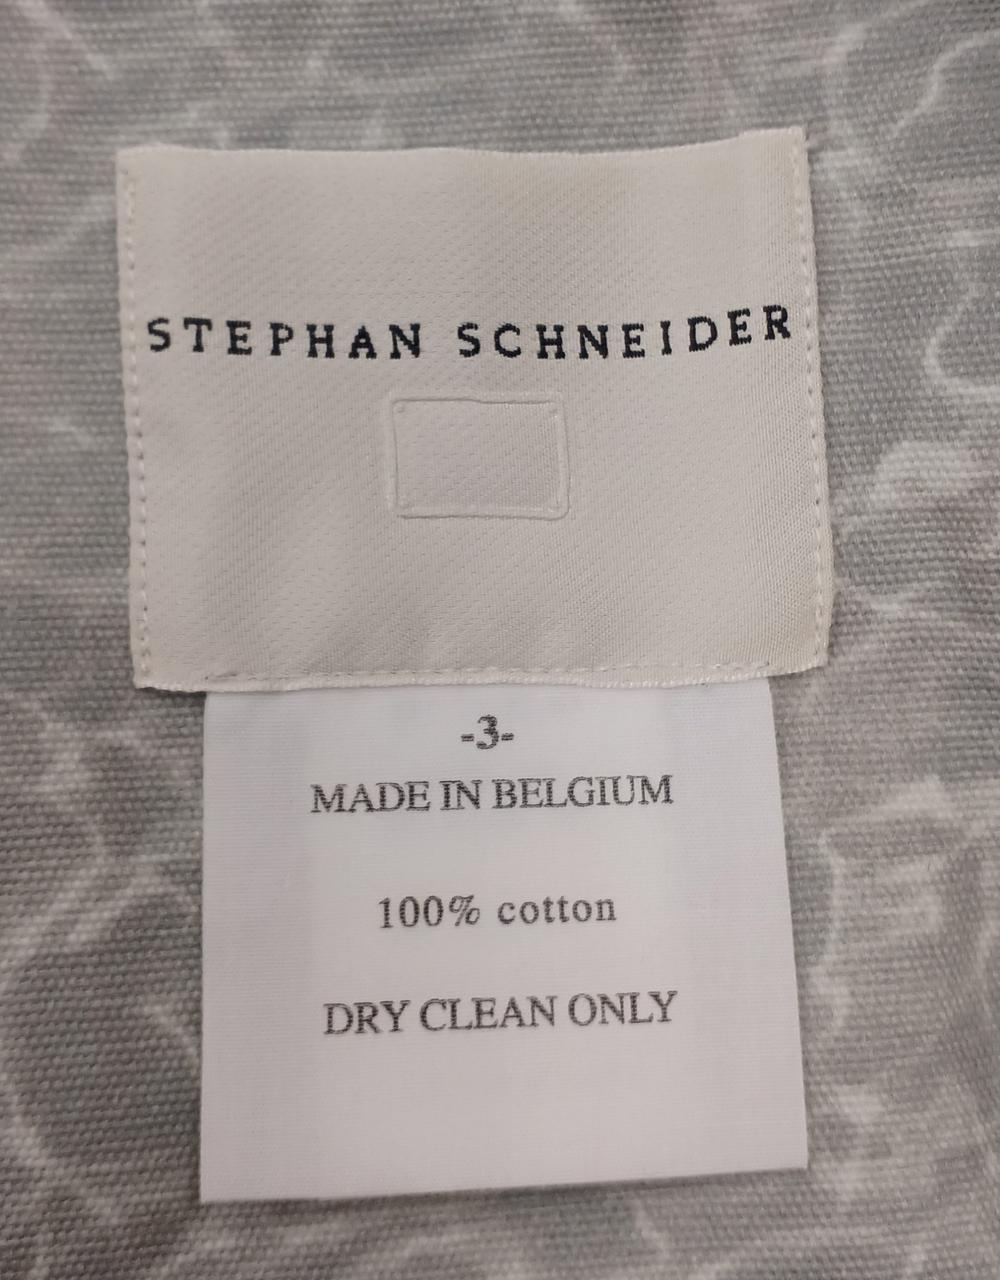 STEPHAN SCHNEIDER
-3-
MADE IN BELGIUM
100% cotton
DRY CLEAN ONLY